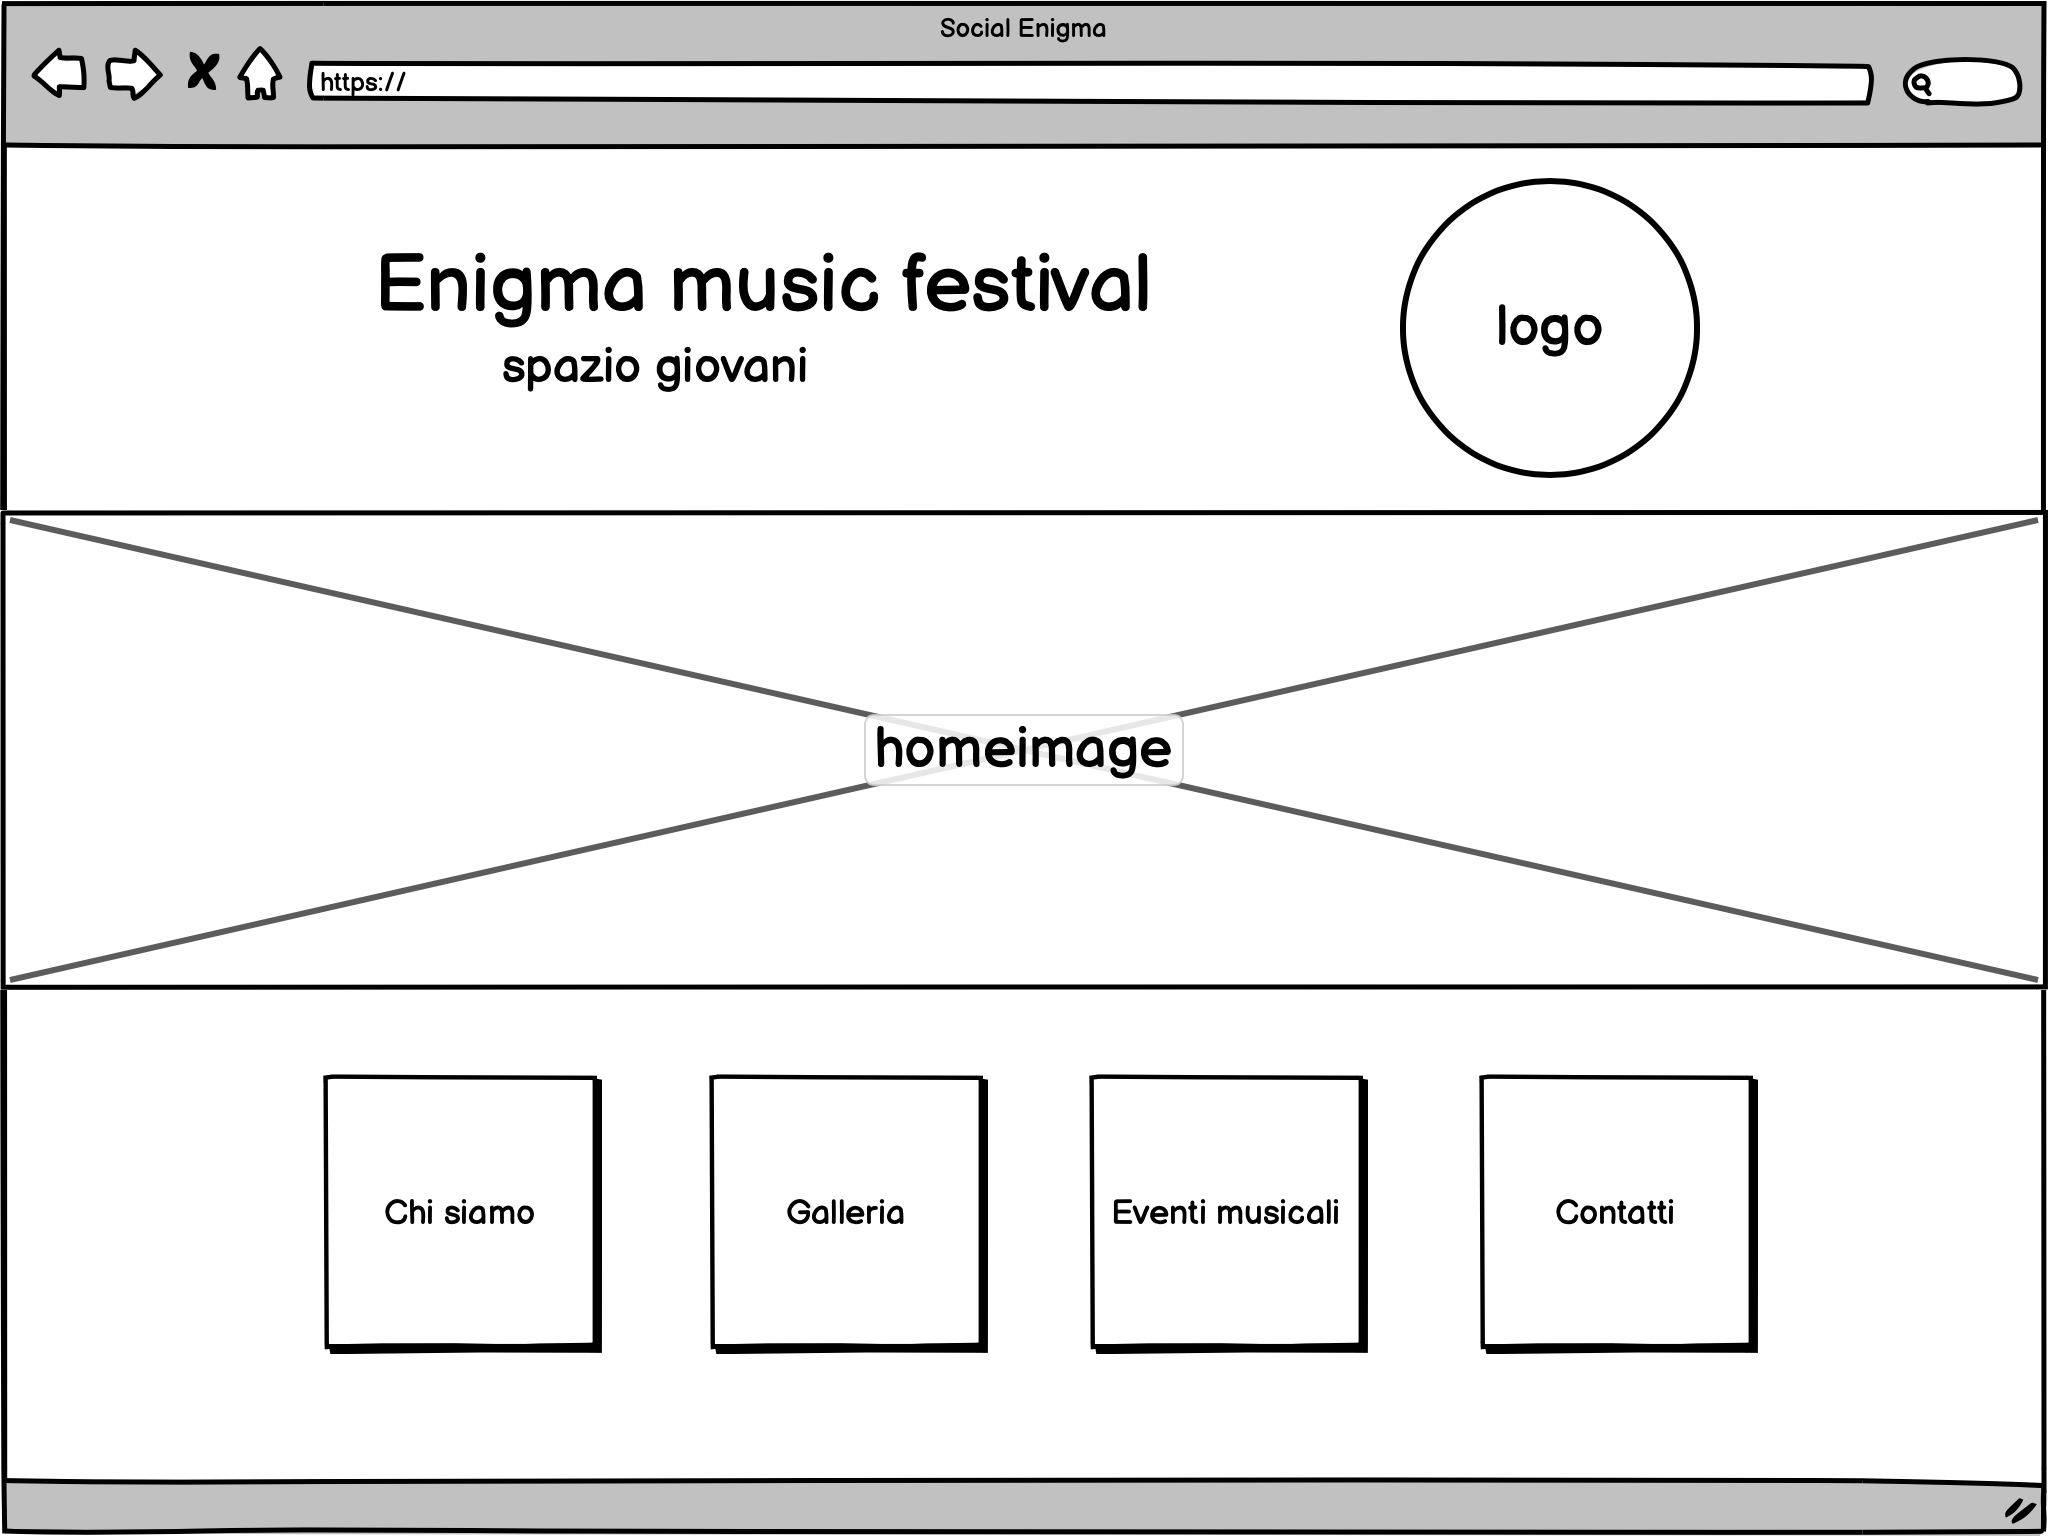 Social Enigma
https://
Enigma music festival
spazio giovani
logo
homeimage
Chi siamo
Galleria
Eventi musicali
Contatti